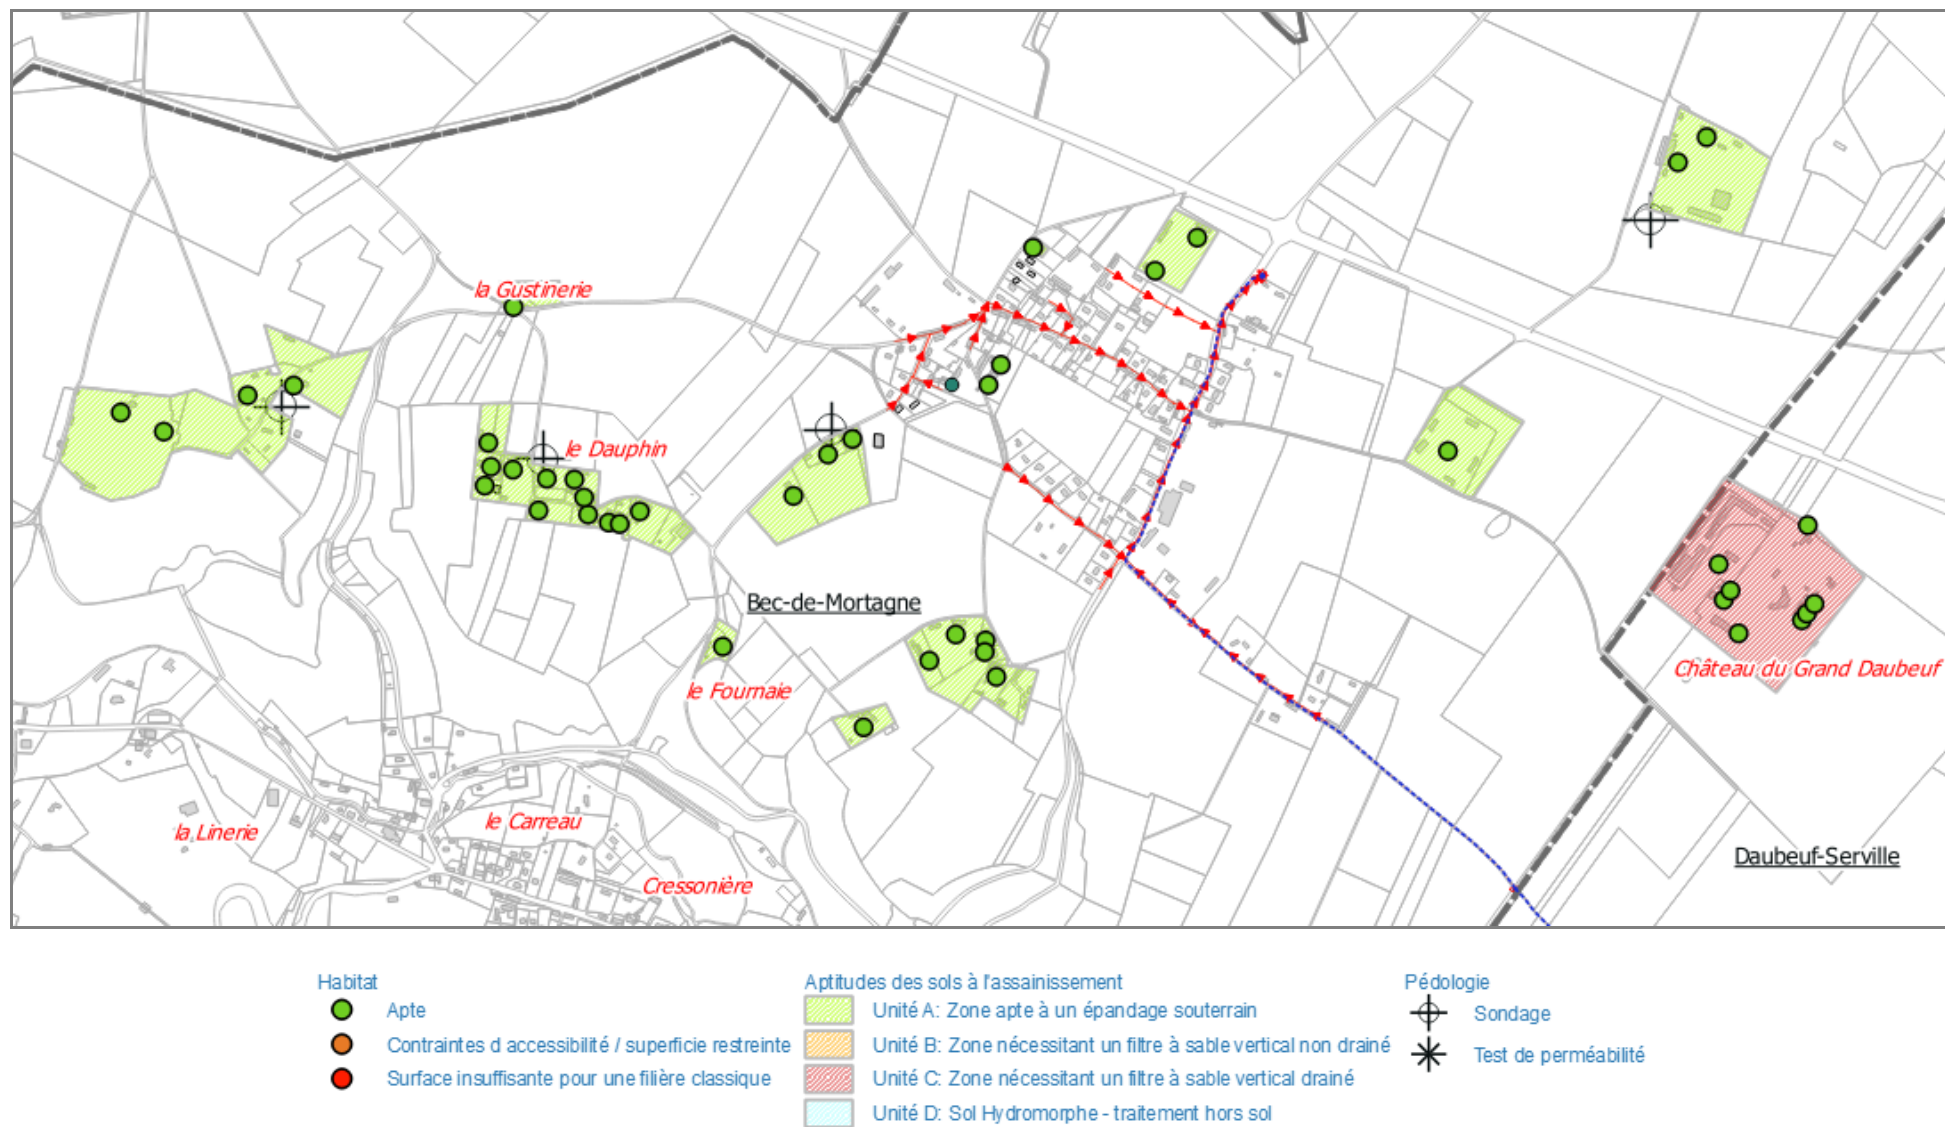 la Gustinerie
le Dauphin
Bec-de-Mortagne
le Fournaie
Château du Grand Daubeuf
la Linerie
le Carreau
Cressonière
Daubeuf-Serville
Habitat
Apte
Contraintes d accessibilité / superficie restreinte
Surface insuffisante pour une filière classique
Aptitudes des sols à l'assainissement
Unité A: Zone apte à un épandage souterrain
Unité B: Zone nécessitant un filtre à sable vertical non drainé
Unité C: Zone nécessitant un filtre à sable vertical drainé
Unité D: Sol Hydromorphe - traitement hors sol
Pédologie
Sondage
Test de perméabilité